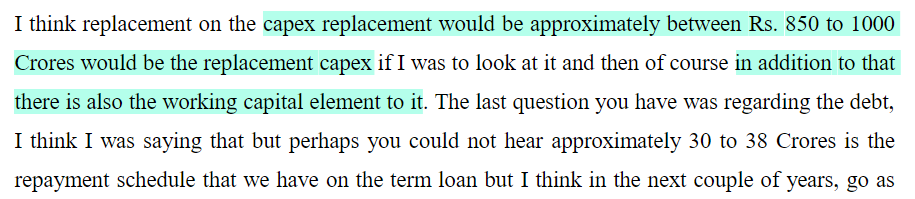 I think replacement on the capex replacement would be approximately between Rs. 850 to 1000
Crores would be the replacement capex if I was to look at it and then of course in addition to that
there is also the working capital element to it. The last question you have was regarding the debt,
I think I was saying that but perhaps you could not hear approximately 30 to 38 Crores is the
repayment schedule that we have on the term loan but I think in the next couple of years, go as